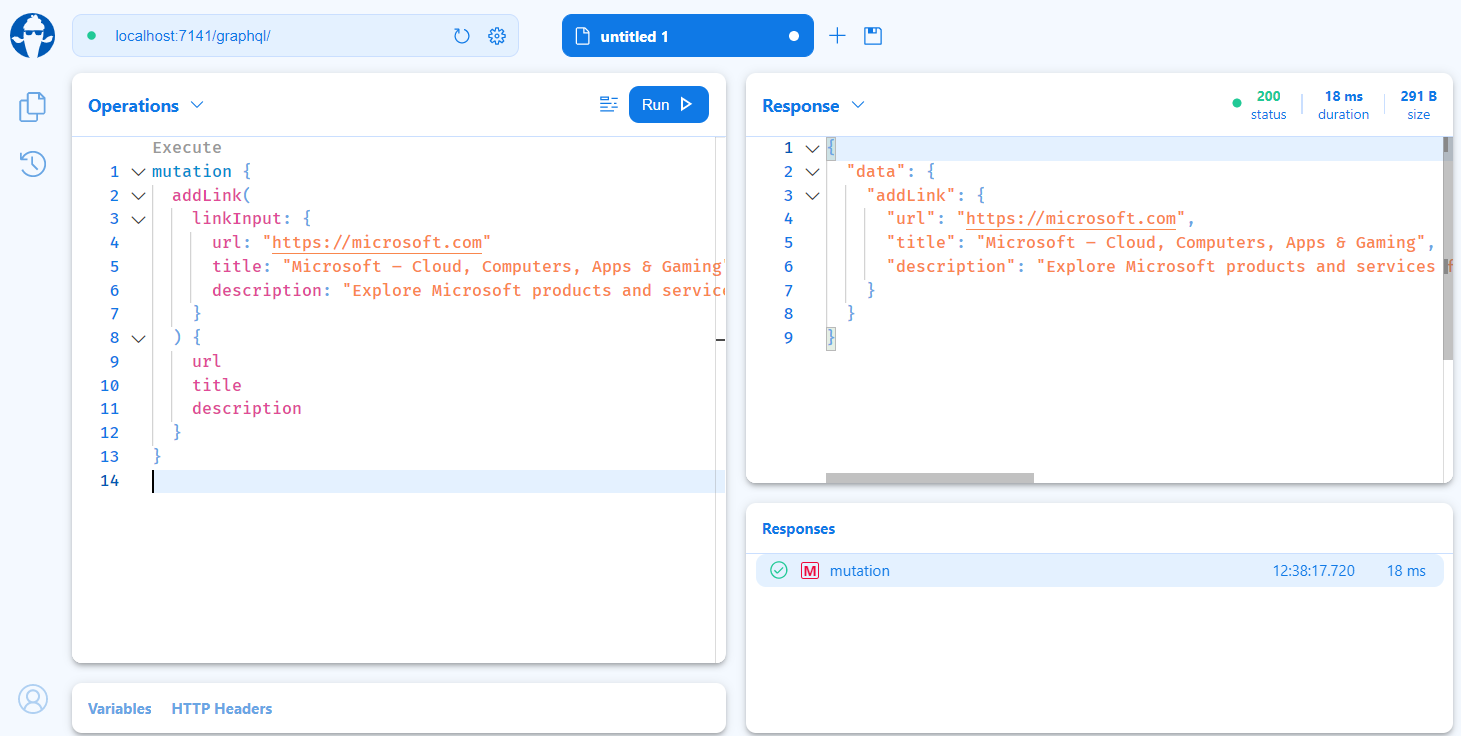 localhost:7141/graphql/
untitled 1
Operations
Run
Execute
1 mutation {
2 addLink(
3 linkInput: {
4 url: "https://microsoft.com"
5 title: "Microsoft – Cloud, Computers, Apps & Gaming"
6 description: "Explore Microsoft products and service
7 }
8 ) {
9 url
10 title
11 description
12 }
13 }
14
Variables HTTP Headers
Response
200 status
18 ms duration
291 B size
1 {
2 "data": {
3 "addLink": {
4 "url": "https://microsoft.com",
5 "title": "Microsoft – Cloud, Computers, Apps & Gaming",
6 "description": "Explore Microsoft products and services f
7 }
8 }
9 }
Responses
M mutation 12:38:17.720 18 ms